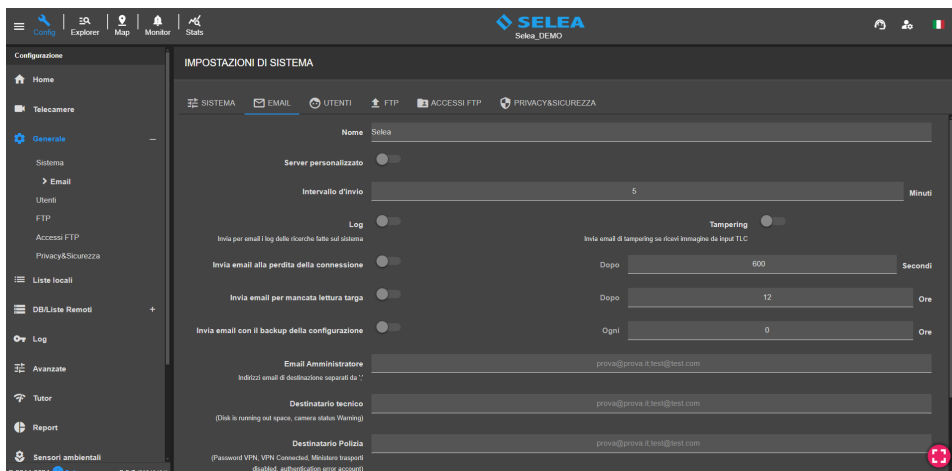 Config
Explorer
Map
Monitor
Stats
SELEA
Selea_DEMO
Configurazione
Home
Telecamere
Generale
Sistema
Email
Utenti
FTP
Accessi FTP
Privacy&Sicurezza
Liste locali
DB/Liste Remoti
Log
Avanzate
Tutor
Report
Sensori ambientali
IMPOSTAZIONI DI SISTEMA
SISTEMA EMAIL UTENTI FTP ACCESSI FTP PRIVACY&SICUREZZA
Nome Selea
Server personalizzato
Intervallo d'invio 5 Minuti
Log Tampering
Invia per email i log delle ricerche fatte sul sistema Invia email di tampering se ricevi immagine da input TLC
Invia email alla perdita della connessione Dopo 600 Secondi
Invia email per mancata lettura targa Dopo 12 Ore
Invia email con il backup della configurazione Ogni 0 Ore
Email Amministratore prova@prova.it;test@test.com
Indirizzi email di destinazione separati da ';'
Destinatario tecnico prova@prova.it;test@test.com
(Disk is running out space, camera status Warning)
Destinatario Polizia prova@prova.it;test@test.com
(Password VPN, VPN Connected, Ministero trasporti
disabled, authentication error account)